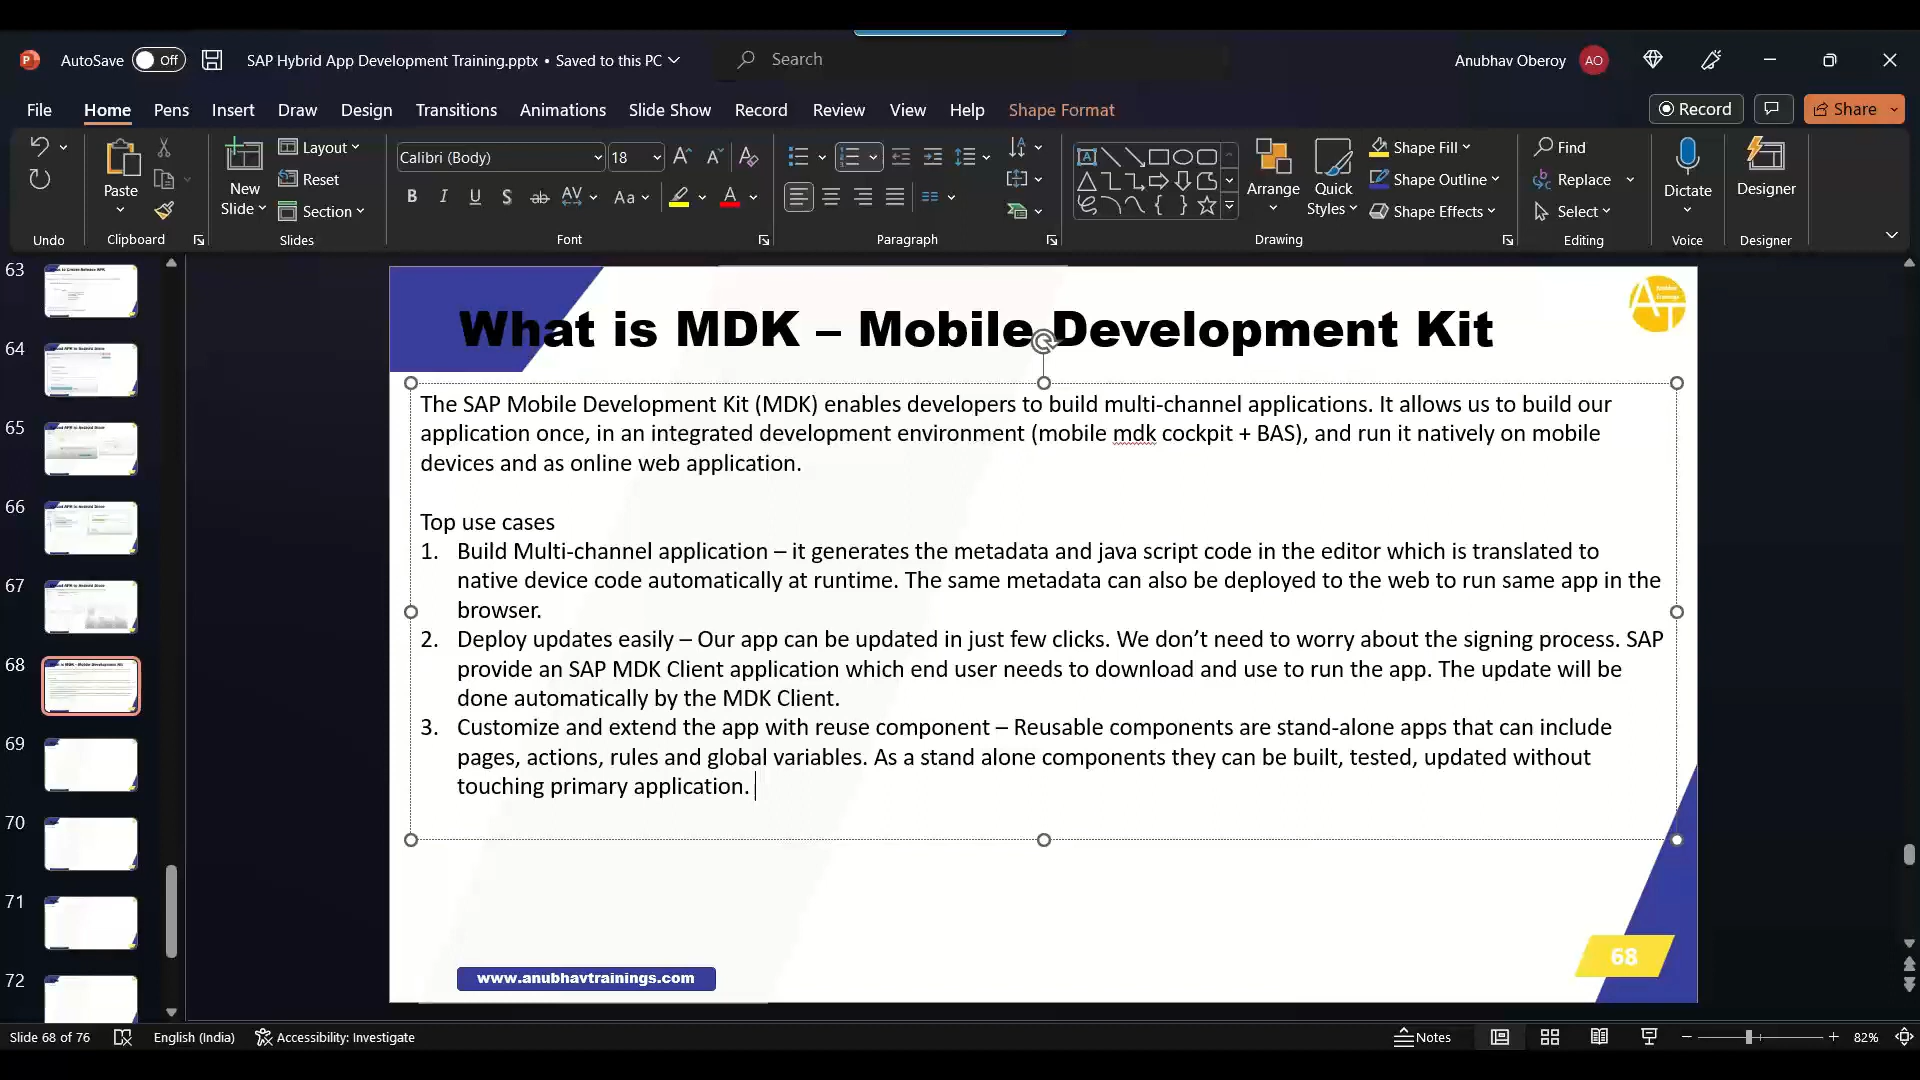 AutoSave Off SAP Hybrid App Development Training.pptx • Saved to this PC Search Anubhav Oberoy AO
File Home Pens Insert Draw Design Transitions Animations Slide Show Record Review View Help Shape Format Record Share
Paste New Slide Layout Reset Section Calibri (Body) 18 Arrange Quick Styles Shape Fill Shape Outline Shape Effects Find Replace Select Dictate Designer
Undo Clipboard Slides Font Paragraph Drawing Editing Voice Designer
63
64
65
66
67
68
69
70
71
72
What is MDK – Mobile Development Kit
Anubhav Trainings
The SAP Mobile Development Kit (MDK) enables developers to build multi-channel applications. It allows us to build our
application once, in an integrated development environment (mobile mdk cockpit + BAS), and run it natively on mobile
devices and as online web application.
Top use cases
1. Build Multi-channel application – it generates the metadata and java script code in the editor which is translated to
native device code automatically at runtime. The same metadata can also be deployed to the web to run same app in the
browser.
2. Deploy updates easily – Our app can be updated in just few clicks. We don’t need to worry about the signing process. SAP
provide an SAP MDK Client application which end user needs to download and use to run the app. The update will be
done automatically by the MDK Client.
3. Customize and extend the app with reuse component – Reusable components are stand-alone apps that can include
pages, actions, rules and global variables. As a stand alone components they can be built, tested, updated without
touching primary application.
68
www.anubhavtrainings.com
Slide 68 of 76 English (India) Accessibility: Investigate Notes 82%